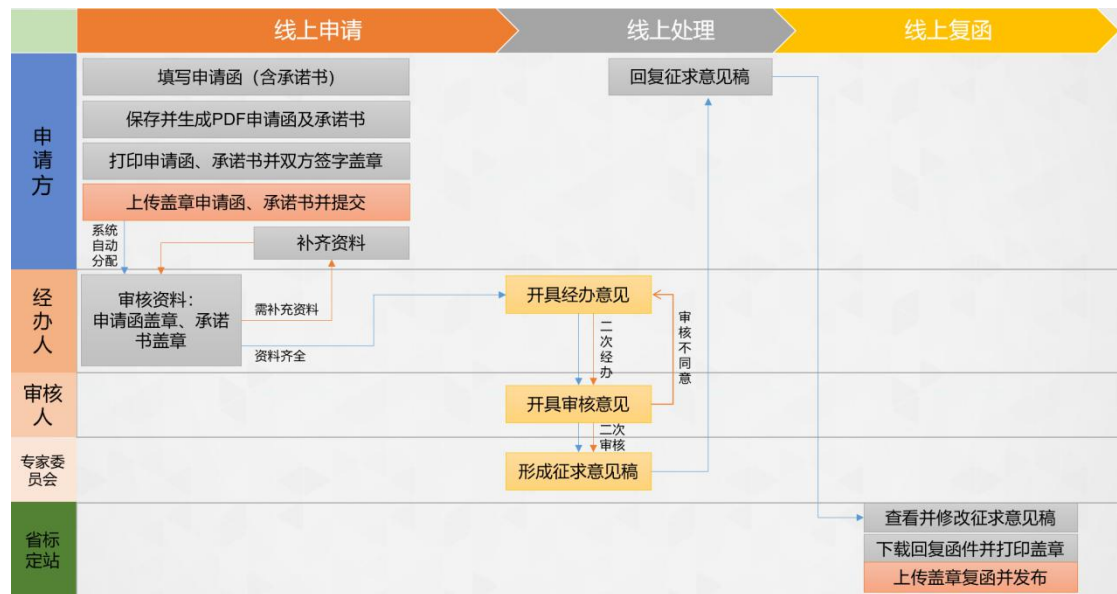 线上申请
线上处理
线上复函
申
请
方
填写申请函（含承诺书）
保存并生成PDF申请函及承诺书
打印申请函、承诺书并双方签字盖章
上传盖章申请函、承诺书并提交
系统
自动
分配
补齐资料
回复征求意见稿
经
办
人
审核资料：
申请函盖章、承诺
书盖章
需补充资料
资料齐全
开具经办意见
二
次
经
办
审
核
不
同
意
审核
人
开具审核意见
二次
审核
专家委
员会
形成征求意见稿
省标
定站
查看并修改征求意见稿
下载回复函件并打印盖章
上传盖章复函并发布